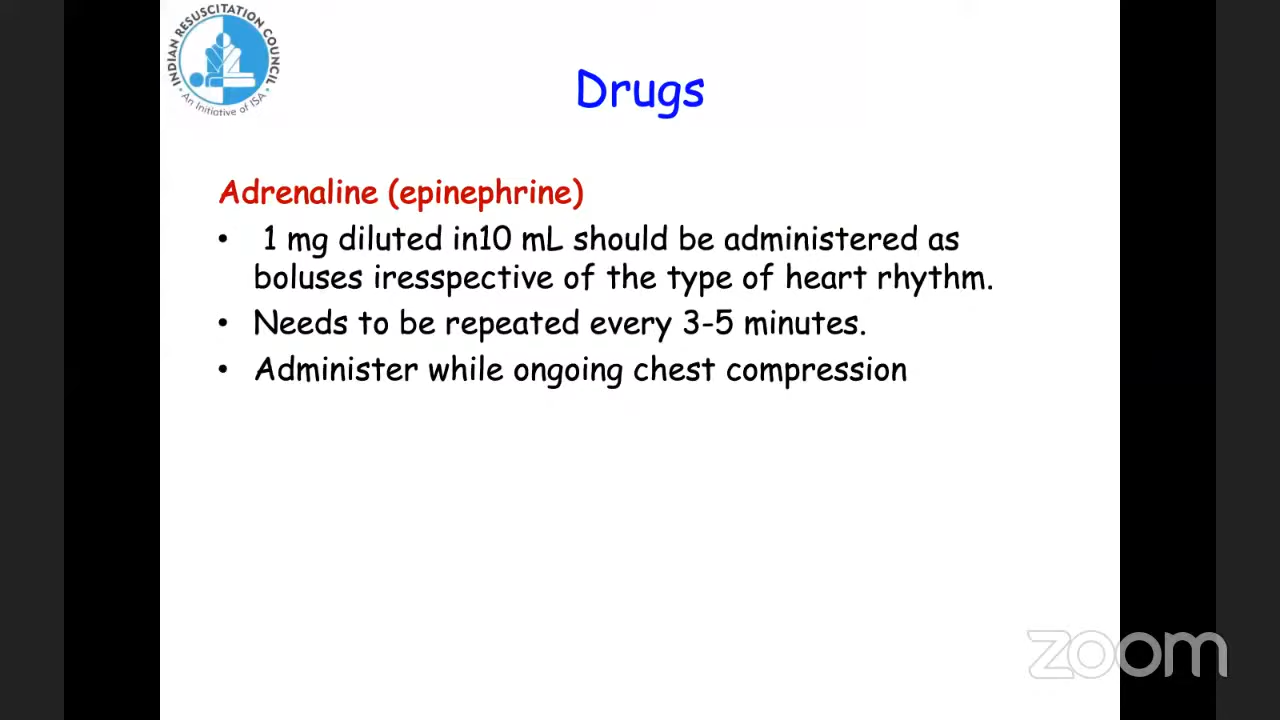 INDIAN RESUSCITATION COUNCIL
An Initiative of ISA
Drugs
Adrenaline (epinephrine)
• 1 mg diluted in10 mL should be administered as
boluses iresspective of the type of heart rhythm.
• Needs to be repeated every 3-5 minutes.
• Administer while ongoing chest compression
zoom